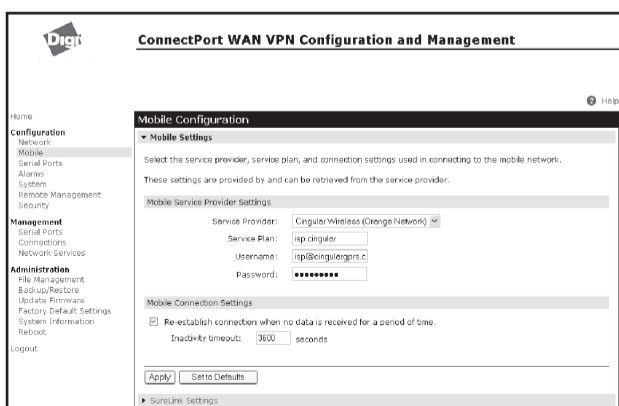 Digi
ConnectPort WAN VPN Configuration and Management
Help
Home
Configuration
Network
Mobile
Serial Ports
Alarms
System
Remote Management
Security
Management
Serial Ports
Connections
Network Services
Administration
File Management
Backup/Restore
Update Firmware
Factory Default Settings
System Information
Reboot
Logout
Mobile Configuration
Mobile Settings
Select the service provider, service plan, and connection settings used in connecting to the mobile network.
These settings are provided by and can be retrieved from the service provider.
Mobile Service Provider Settings
Service Provider: Cingular Wireless (Orange Network)
Service Plan: isp.cingular
Username: isp@cingulargprs.c
Password: ●●●●●●●●●
Mobile Connection Settings
Re-establish connection when no data is received for a period of time.
Inactivity timeout: 3600 seconds
Apply Set to Defaults
SureLink Settings